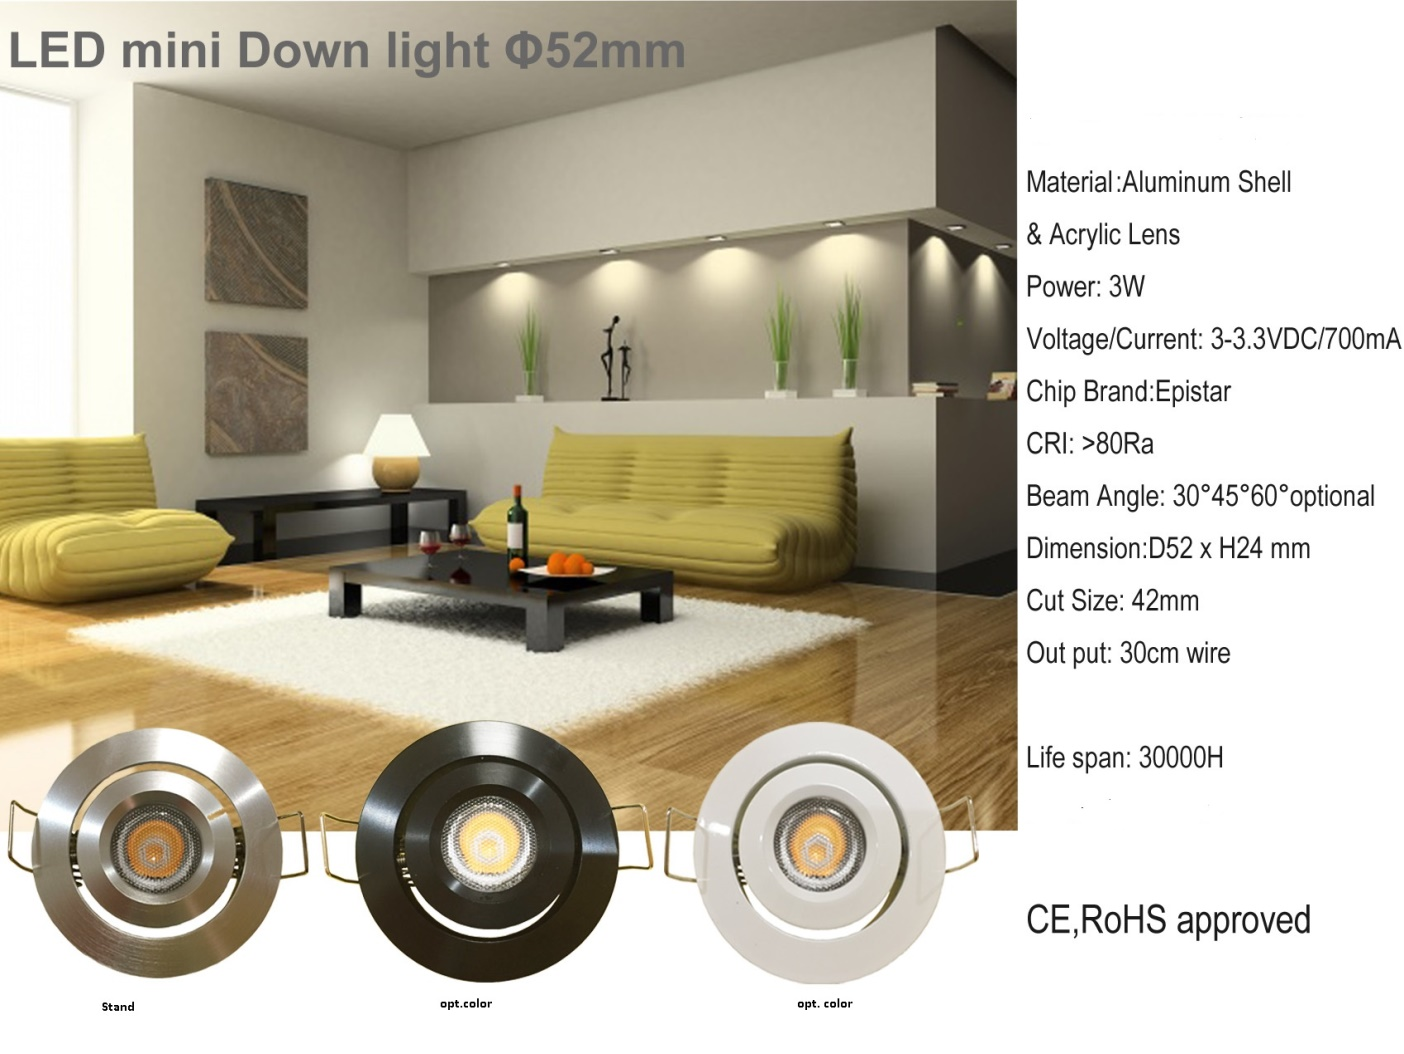 LED mini Down light Φ52mm
Material:Aluminum Shell
& Acrylic Lens
Power: 3W
Voltage/Current: 3-3.3VDC/700mA
Chip Brand:Epistar
CRI: >80Ra
Beam Angle: 30°45°60°optional
Dimension:D52 x H24 mm
Cut Size: 42mm
Out put: 30cm wire
Life span: 30000H
CE,RoHS approved
Stand
opt.color
opt. color